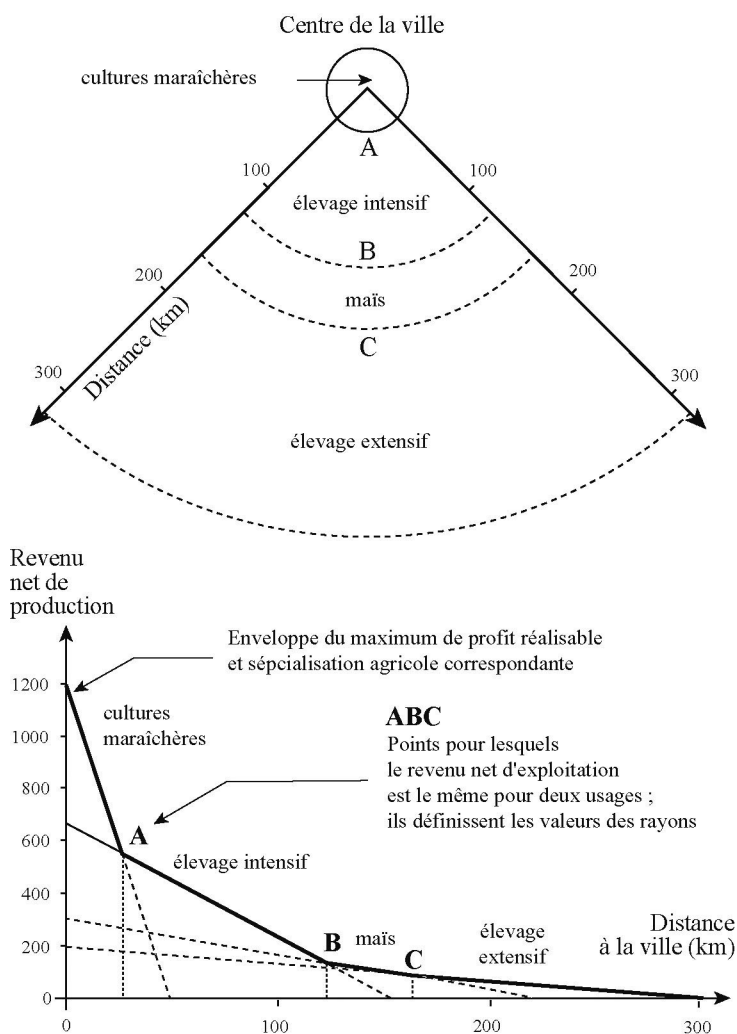 Centre de la ville
cultures maraîchères
A
100
100
élevage intensif
B
200
200
maïs
C
Distance (km)
300
300
élevage extensif
Revenu
net de
production
Enveloppe du maximum de profit réalisable
et sépcialisation agricole correspondante
1200
cultures
maraîchères
ABC
Points pour lesquels
le revenu net d'exploitation
est le même pour deux usages ;
ils définissent les valeurs des rayons
1000
800
600
A
élevage intensif
400
200
B
maïs
C
élevage
extensif
Distance
à la ville (km)
0
0
100
200
300